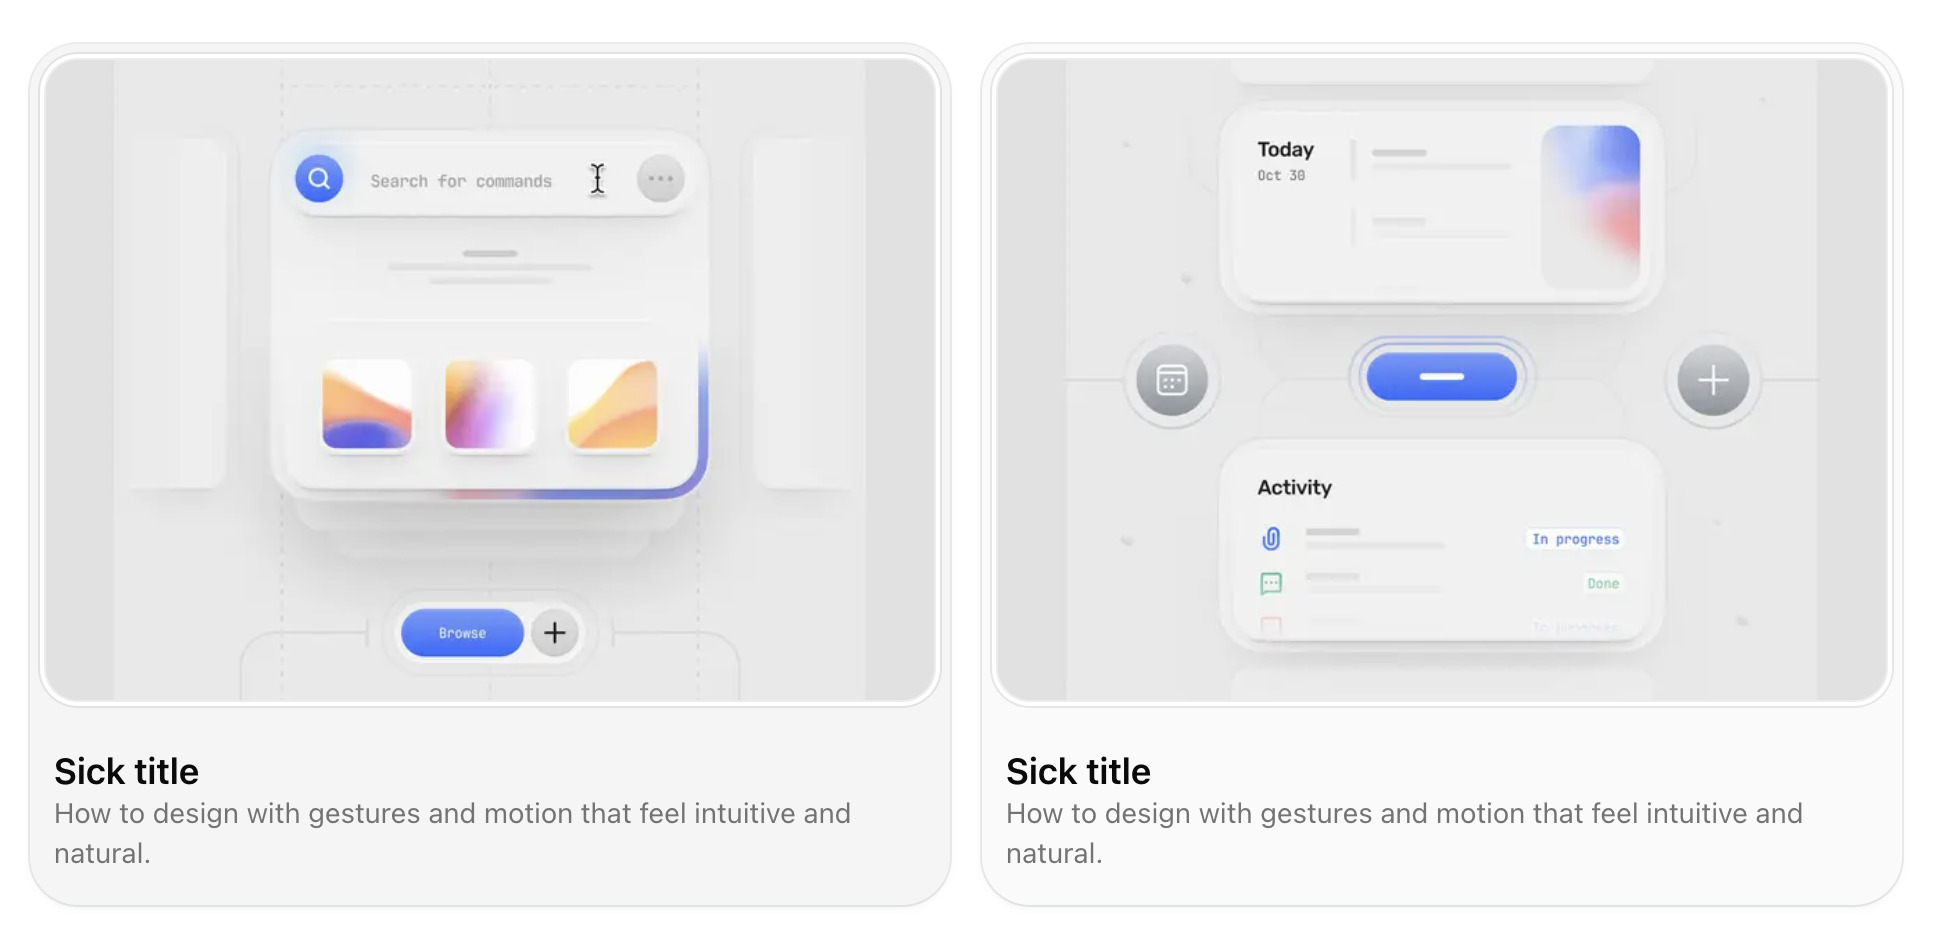 Search for commands
Browse
Sick title
How to design with gestures and motion that feel intuitive and
natural.
Today
Oct 30
Activity
In progress
Done
In progress
Sick title
How to design with gestures and motion that feel intuitive and
natural.